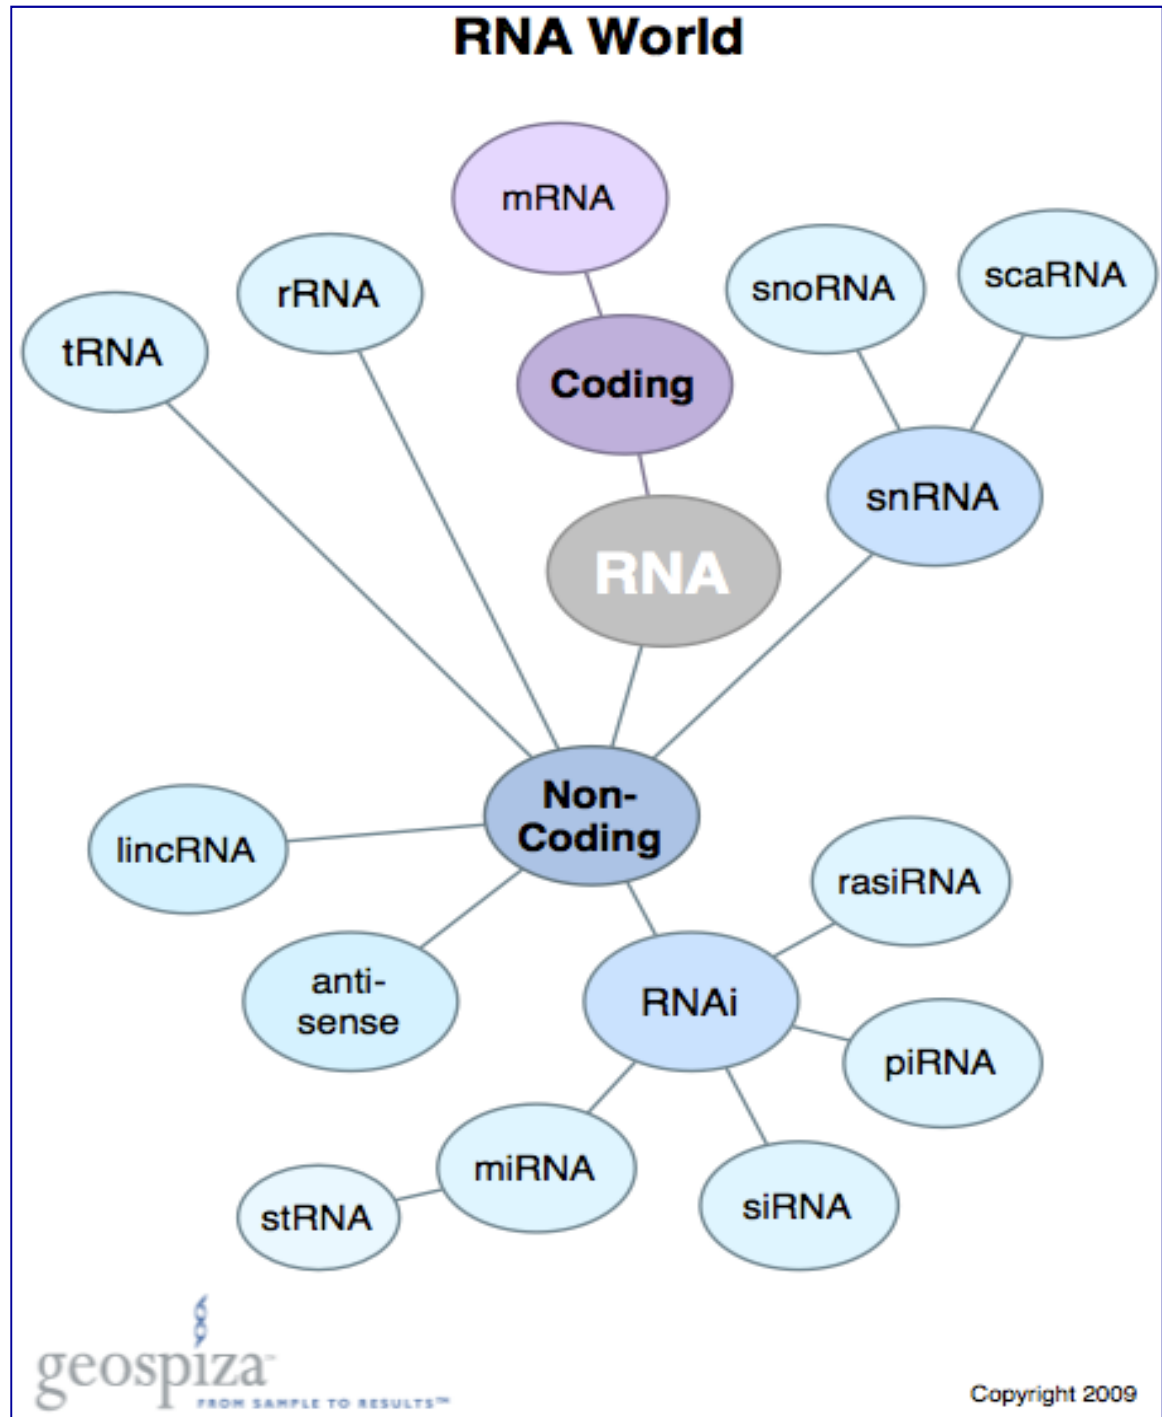 RNA World
mRNA
rRNA
tRNA
snoRNA
scaRNA
Coding
snRNA
RNA
Non-
Coding
lincRNA
rasiRNA
anti-
sense
RNAi
piRNA
miRNA
siRNA
stRNA
geospiza™
FROM SAMPLE TO RESULTS™
Copyright 2009